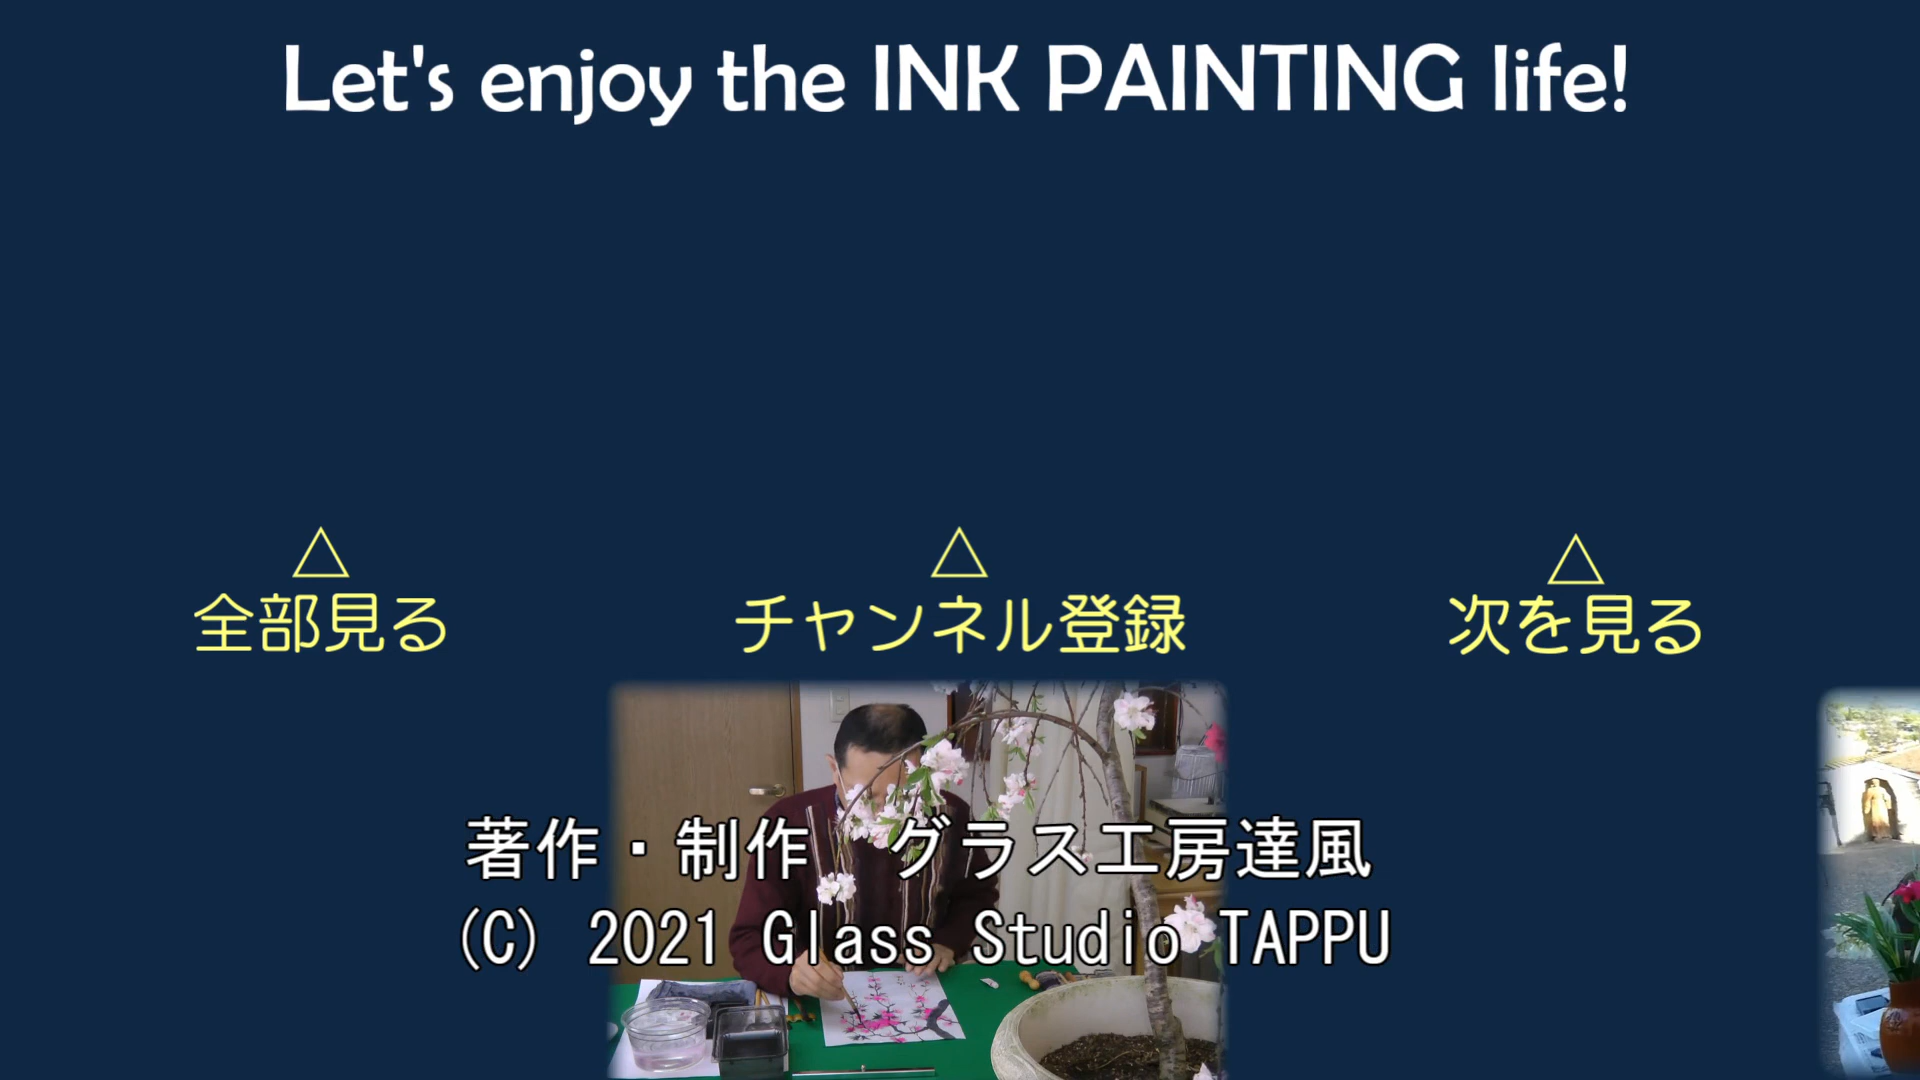 Let's enjoy the INK PAINTING life!
△ △ △
全部見る チャンネル登録 次を見る
著作・制作　グラス工房達風
(C) 2021 Glass Studio TAPPU